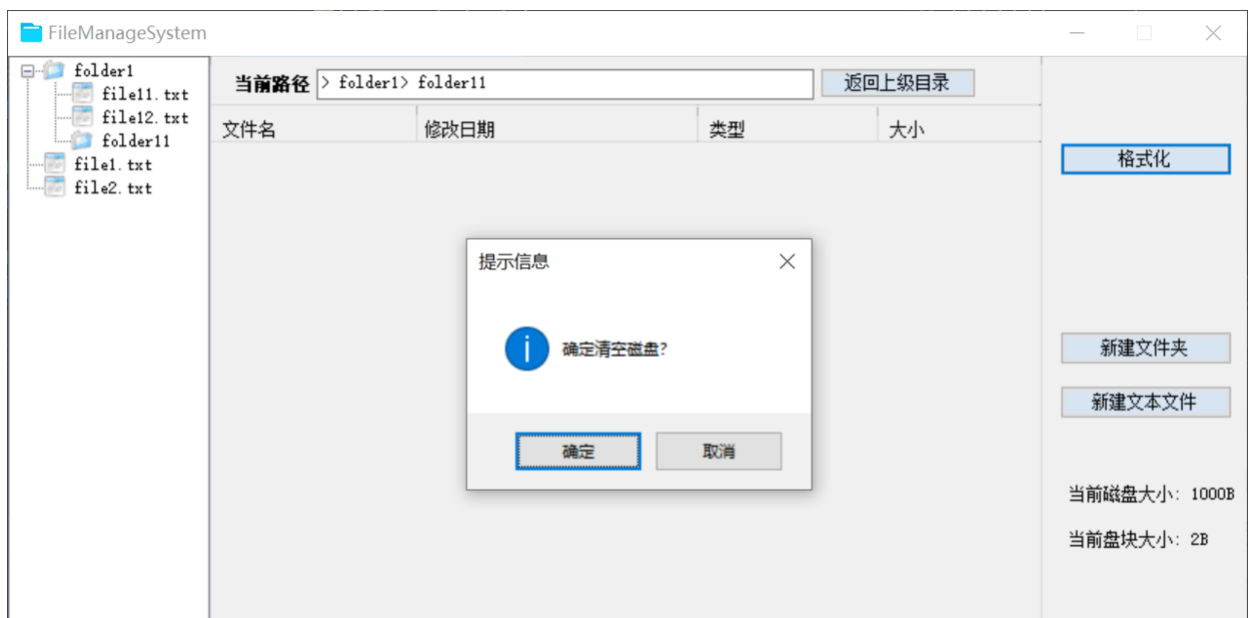 FileManageSystem
folder1
file11.txt
file12.txt
folder11
file1.txt
file2.txt
当前路径 > folder1> folder11 返回上级目录
文件名 修改日期 类型 大小
格式化
提示信息
确定清空磁盘?
确定 取消
新建文件夹
新建文本文件
当前磁盘大小: 1000B
当前盘块大小: 2B